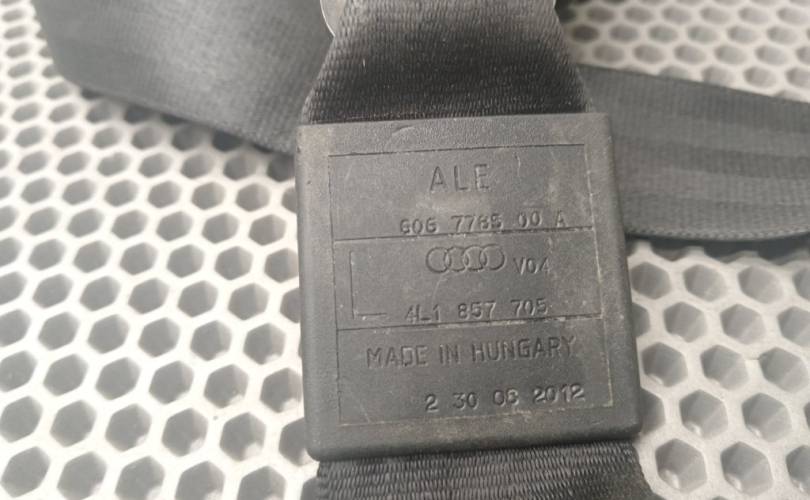 ALE
606 7785 00 A
V04
4L1 857 705
MADE IN HUNGARY
2 30 08 2012